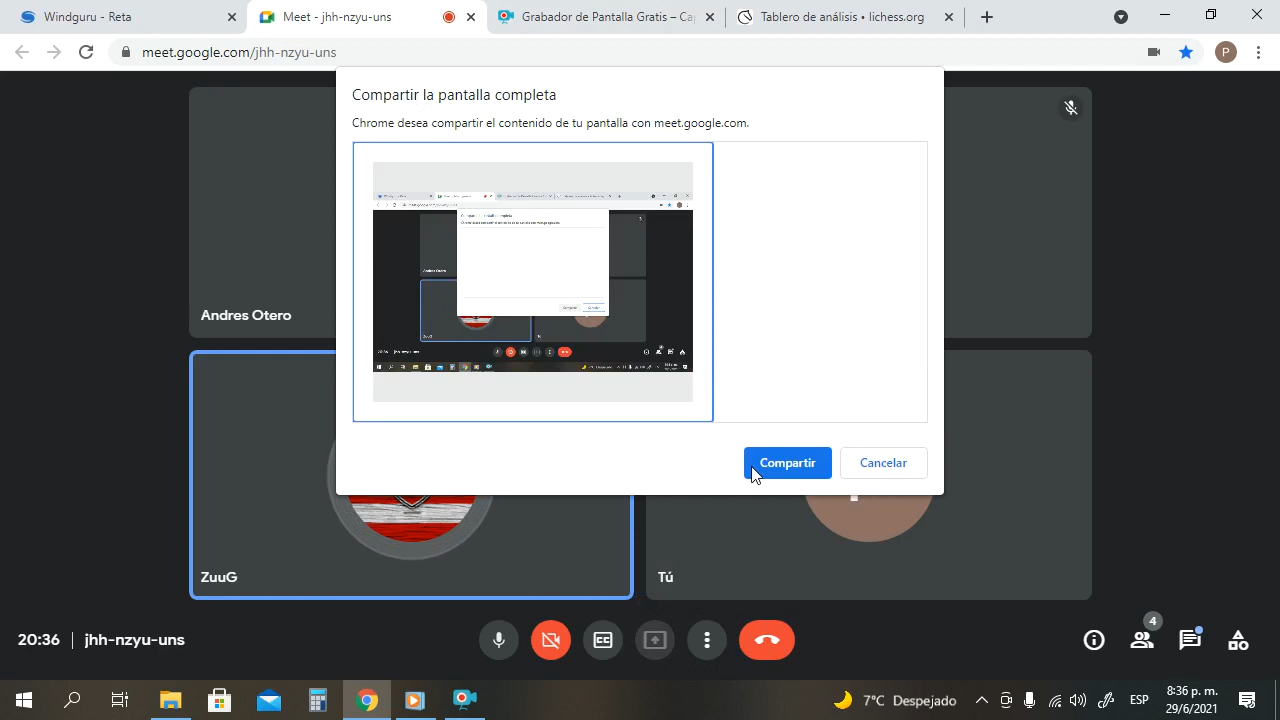 Windguru - Reta
Meet - jhh-nzyu-uns
Grabador de Pantalla Gratis – Ca
Tablero de análisis • lichess.org
meet.google.com/jhh-nzyu-uns
P
Compartir la pantalla completa
Chrome desea compartir el contenido de tu pantalla con meet.google.com.
Andres Otero
Compartir
Cancelar
ZuuG
Tú
20:36 | jhh-nzyu-uns
4
7°C Despejado
ESP
8:36 p. m.
29/6/2021